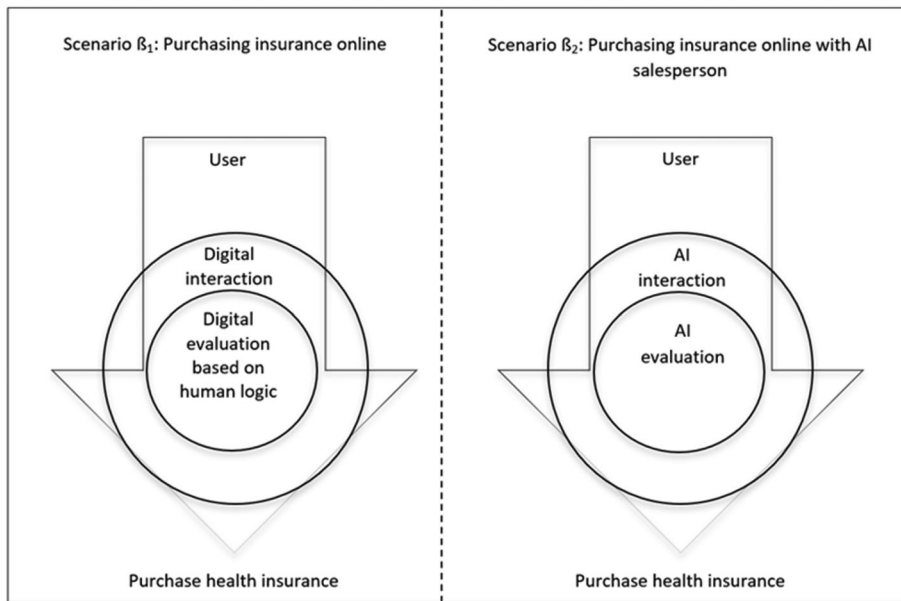 Scenario ß₁: Purchasing insurance online
User
Digital
interaction
Digital
evaluation
based on
human logic
Purchase health insurance
Scenario ß₂: Purchasing insurance online with AI
salesperson
User
AI
interaction
AI
evaluation
Purchase health insurance